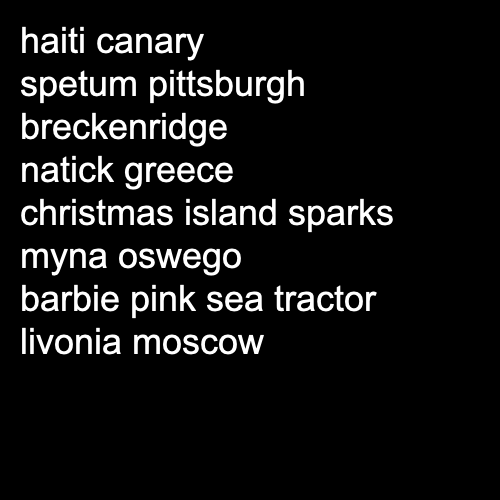 haiti canary
spetum pittsburgh
breckenridge
natick greece
christmas island sparks
myna oswego
barbie pink sea tractor
livonia moscow